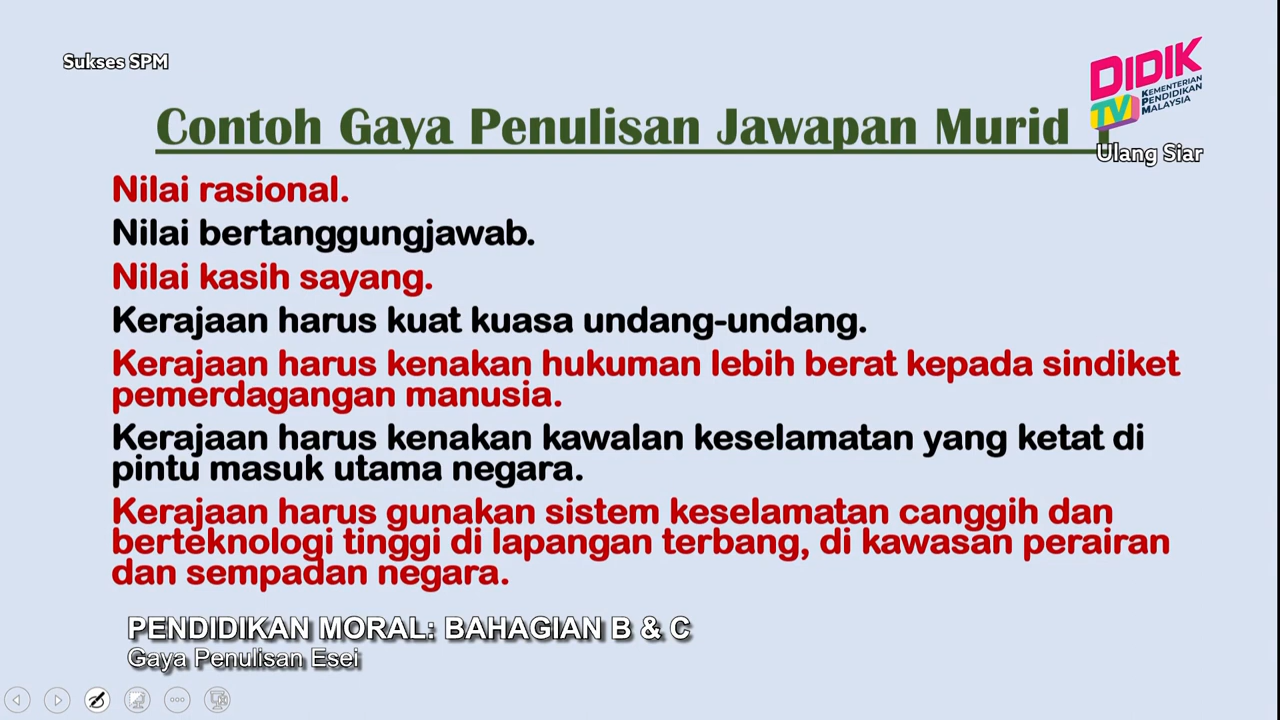 Sukses SPM
DIDIK
TV
KEMENTERIAN
PENDIDIKAN
MALAYSIA
Contoh Gaya Penulisan Jawapan Murid
Ulang Siar
Nilai rasional.
Nilai bertanggungjawab.
Nilai kasih sayang.
Kerajaan harus kuat kuasa undang-undang.
Kerajaan harus kenakan hukuman lebih berat kepada sindiket
pemerdagangan manusia.
Kerajaan harus kenakan kawalan keselamatan yang ketat di
pintu masuk utama negara.
Kerajaan harus gunakan sistem keselamatan canggih dan
berteknologi tinggi di lapangan terbang, di kawasan perairan
dan sempadan negara.
PENDIDIKAN MORAL: BAHAGIAN B & C
Gaya Penulisan Esei